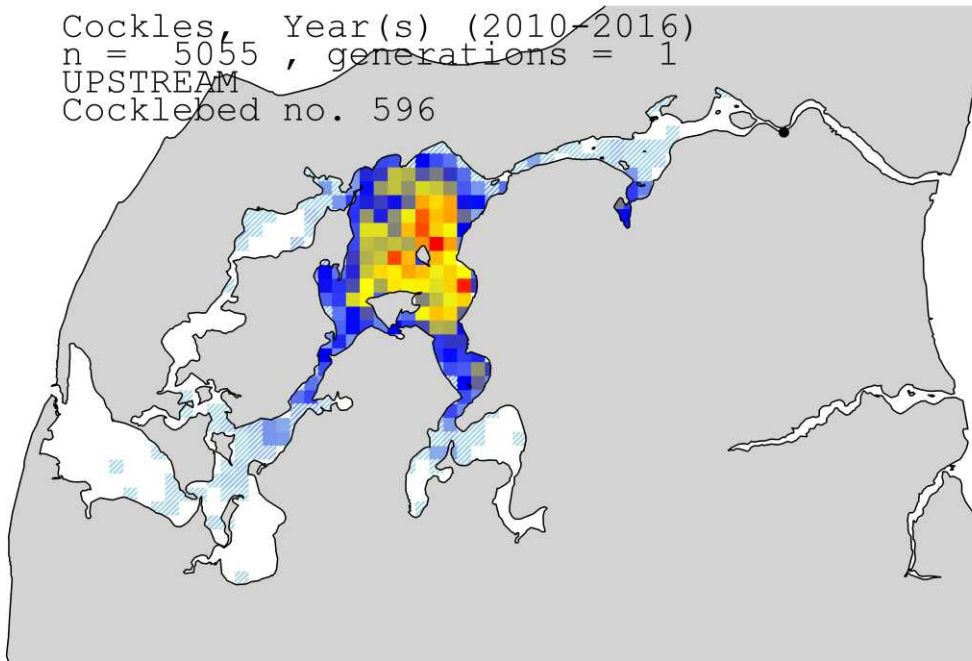 Cockles, Year(s) (2010-2016)
n = 5055 , generations = 1
UPSTREAM
Cocklebed no. 596